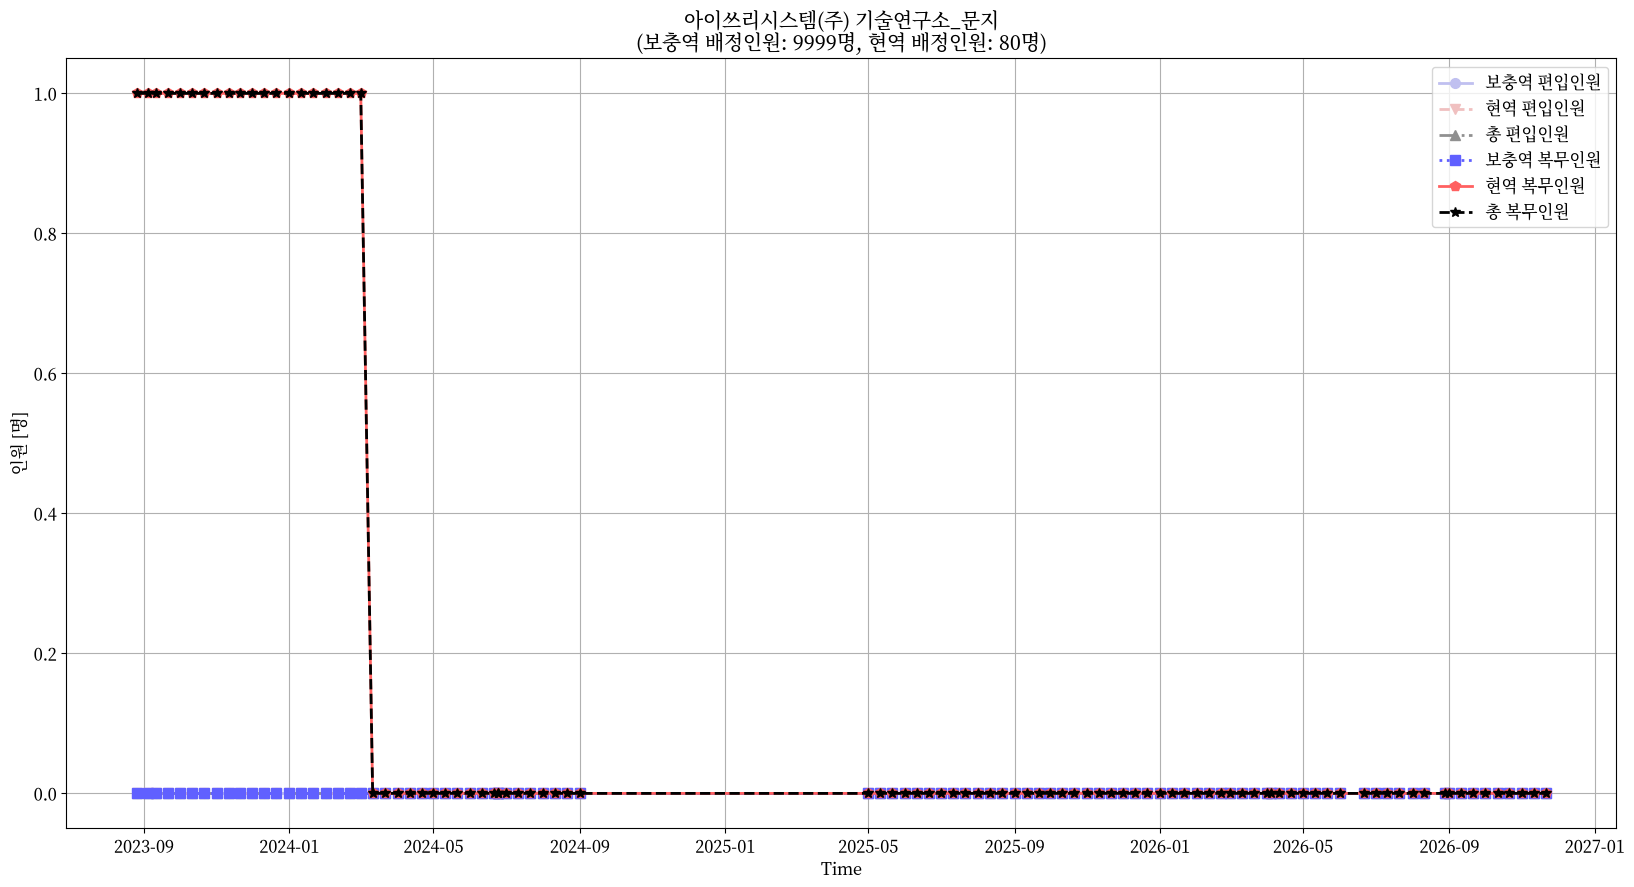 아이쓰리시스템(주) 기술연구소_문지
(보충역 배정인원: 9999명, 현역 배정인원: 80명)
보충역 편입인원
현역 편입인원
총 편입인원
보충역 복무인원
현역 복무인원
총 복무인원
인원 [명]
1.0
0.8
0.6
0.4
0.2
0.0
2023-09
2024-01
2024-05
2024-09
2025-01
2025-05
2025-09
2026-01
2026-05
2026-09
2027-01
Time